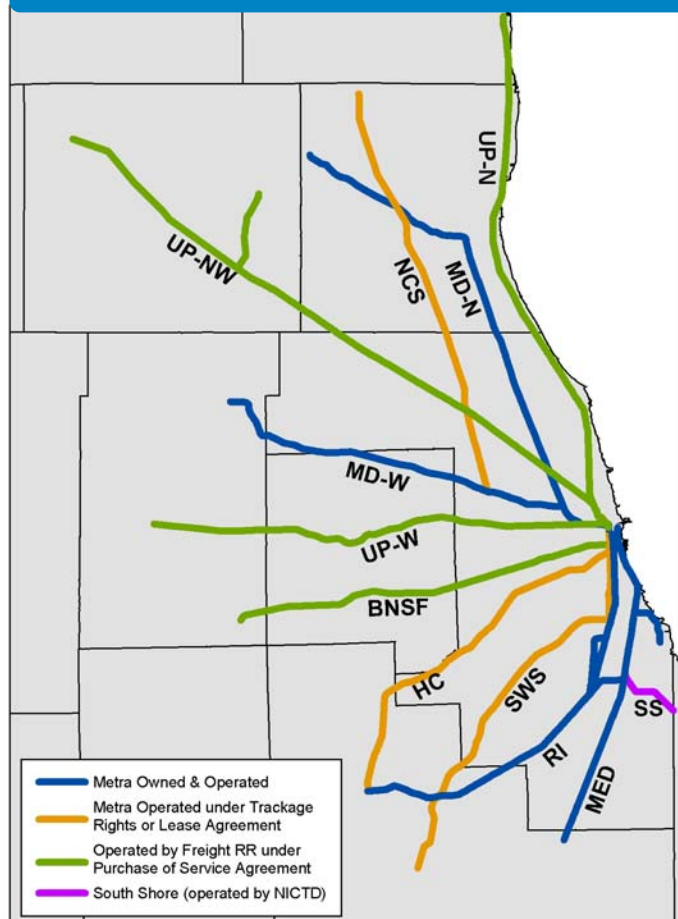 UP-N
UP-NW
NCS
MD-N
MD-W
UP-W
BNSF
HC
SWS
SS
RI
MED
Metra Owned & Operated
Metra Operated under Trackage
Rights or Lease Agreement
Operated by Freight RR under
Purchase of Service Agreement
South Shore (operated by NICTD)